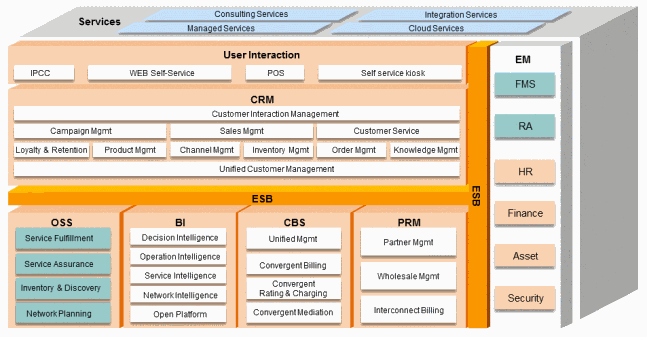 Services
Consulting Services
Integration Services
Managed Services
Cloud Services
User Interaction
IPCC
WEB Self-Service
POS
Self service kiosk
CRM
Customer Interaction Management
Campaign Mgmt
Sales Mgmt
Customer Service
Loyalty & Retention
Product Mgmt
Channel Mgmt
Inventory Mgmt
Order Mgmt
Knowledge Mgmt
Unified Customer Management
ESB
ESB
OSS
Service Fulfillment
Service Assurance
Inventory & Discovery
Network Planning
BI
Decision Intelligence
Operation Intelligence
Service Intelligence
Network Intelligence
Open Platform
CBS
Unified Mgmt
Convergent Billing
Convergent
Rating & Charging
Convergent Mediation
PRM
Partner Mgmt
Wholesale Mgmt
Interconnect Billing
EM
FMS
RA
HR
Finance
Asset
Security